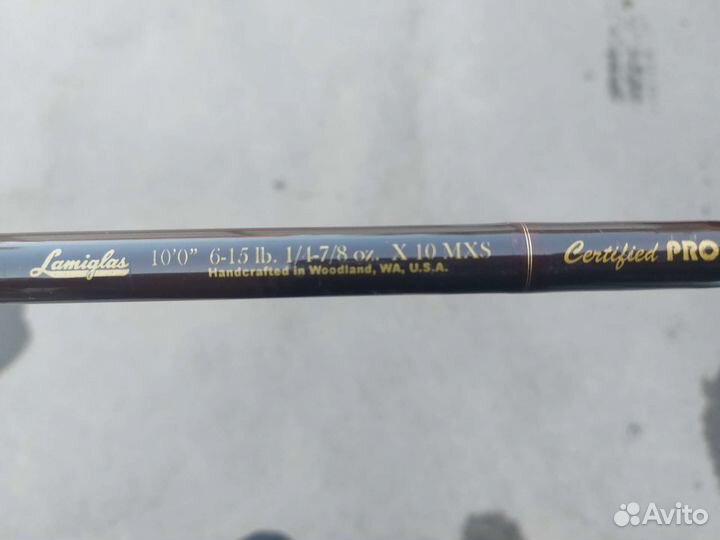 Lamiglas 10'0" 6-15 lb. 1/4-7/8 oz. X 10 MXS Certified PRO
Handcrafted in Woodland, WA, U.S.A.
Avito